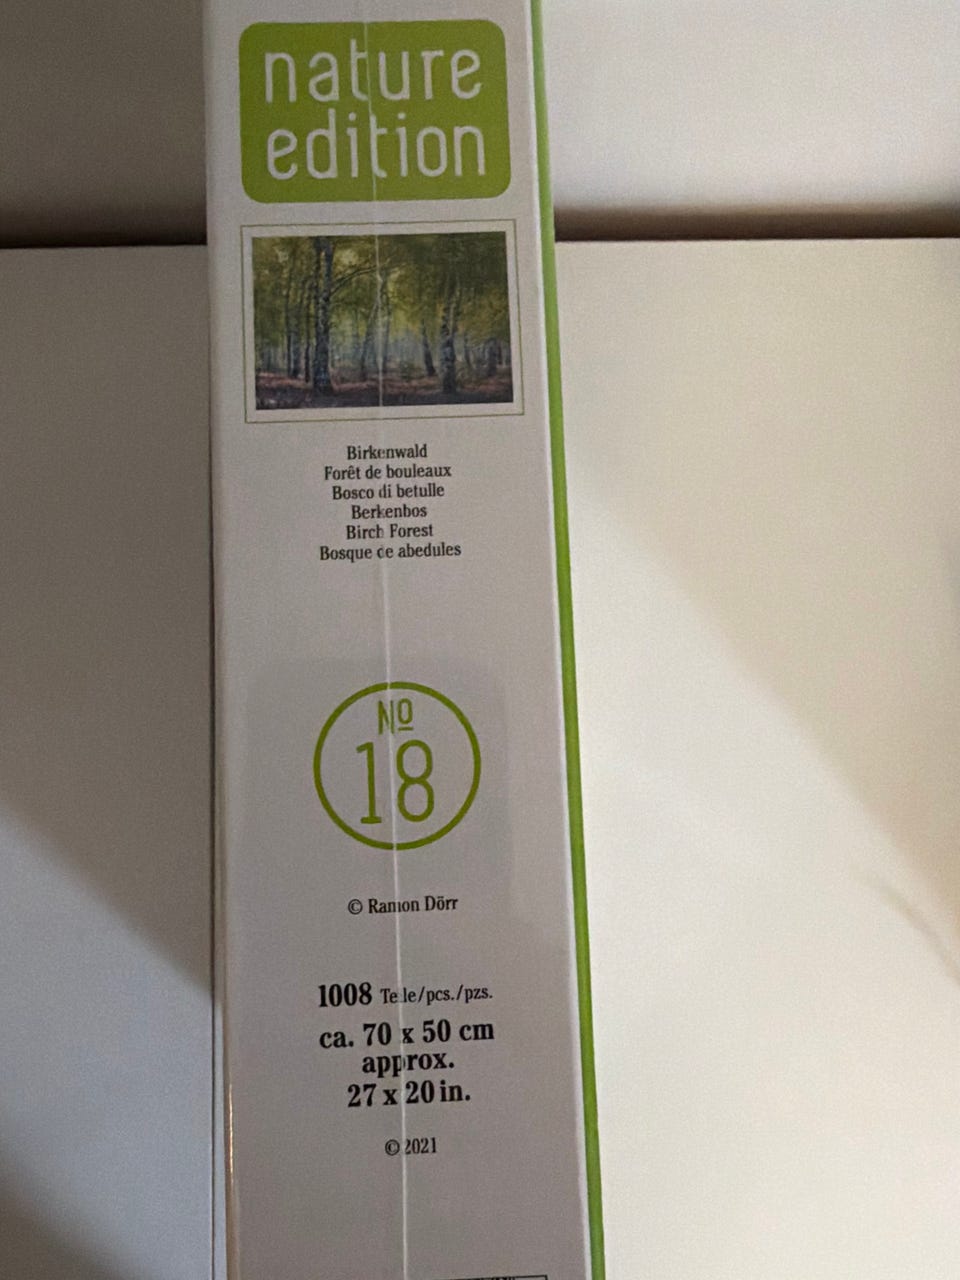 nature
edition
Birkenwald
Forêt de bouleaux
Bosco di betulle
Berkenbos
Birch Forest
Bosque de abedules
Nº
18
© Ramon Dörr
1008 Teile/pcs./pzs.
ca. 70 x 50 cm
approx.
27 x 20 in.
© 2021